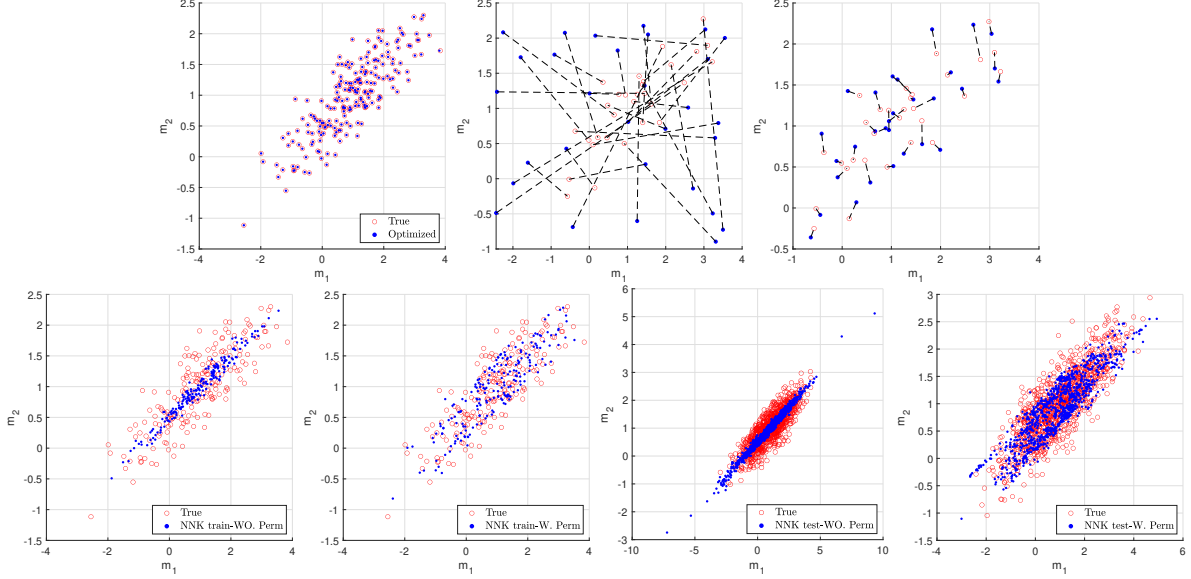 2.5
2
1.5
1
0.5
0
-0.5
-1
-1.5
-4 -2 0 2 4
m1
m2
True
Optimized
2.5
2
1.5
1
0.5
0
-0.5
-1
-2 -1 0 1 2 3 4
m1
m2
2.5
2
1.5
1
0.5
0
-0.5
-1 0 1 2 3 4
m1
m2
2.5
2
1.5
1
0.5
0
-0.5
-1
-1.5
-4 -2 0 2 4
m1
m2
True
NNK train-WO. Perm
2.5
2
1.5
1
0.5
0
-0.5
-1
-1.5
-4 -2 0 2 4
m1
m2
True
NNK train-W. Perm
6
5
4
3
2
1
0
-1
-2
-3
-10 -5 0 5 10
m1
m2
True
NNK test-WO. Perm
3
2.5
2
1.5
1
0.5
0
-0.5
-1
-1.5
-4 -2 0 2 4 6
m1
m2
True
NNK test-W. Perm